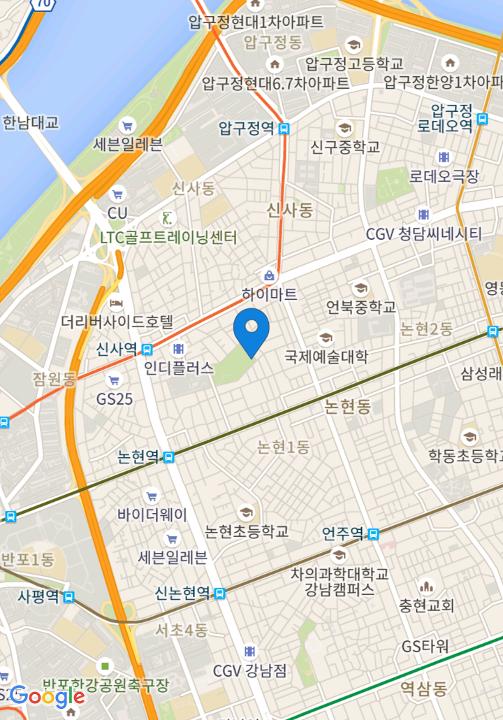 70
압구정현대1차아파트
압구정동
압구정고등학교
압구정현대6.7차아파트
압구정한양1차아파
한남대교
세븐일레븐
압구정역
압구정
로데오역
신구중학교
로데오극장
신사동
CU
신사동
LTC골프트레이닝센터
CGV 청담씨네시티
하이마트
언북중학교
영동
더리버사이드호텔
논현2동
신사역
인디플러스
국제예술대학
잠원동
삼성래
GS25
논현동
논현1동
논현역
학동초등학교
바이더웨이
논현초등학교
언주역
세븐일레븐
반포1동
차의과학대학교
강남캠퍼스
사평역
신논현역
충현교회
서초4동
GS타워
CGV 강남점
반포한강공원축구장
역삼동
Google